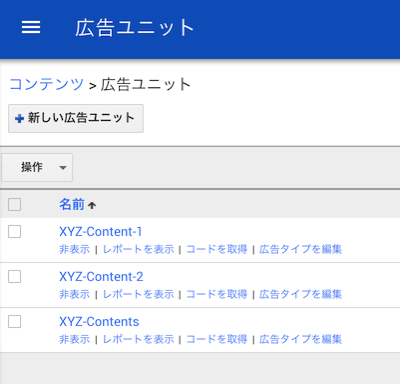 広告ユニット
コンテンツ > 広告ユニット
新しい広告ユニット
操作
名前
XYZ-Content-1
非表示 | レポートを表示 | コードを取得 | 広告タイプを編集
XYZ-Content-2
非表示 | レポートを表示 | コードを取得 | 広告タイプを編集
XYZ-Contents
非表示 | レポートを表示 | コードを取得 | 広告タイプを編集